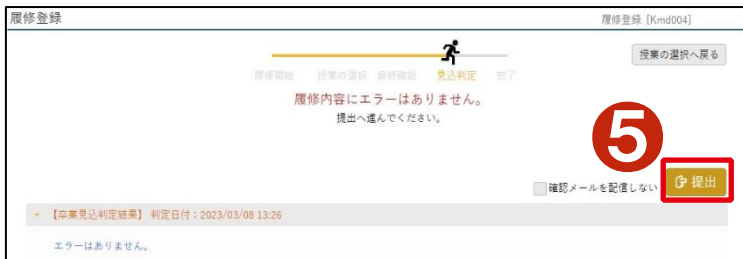 履修登録
履修登録 [Kmd004]
授業の選択へ戻る
履修開始 授業の選択 最終確認 見込判定 完了
履修内容にエラーはありません。
提出へ進んでください。
5
確認メールを配信しない 提出
【卒業見込判定結果】 判定日付:2023/03/08 13:26
エラーはありません。